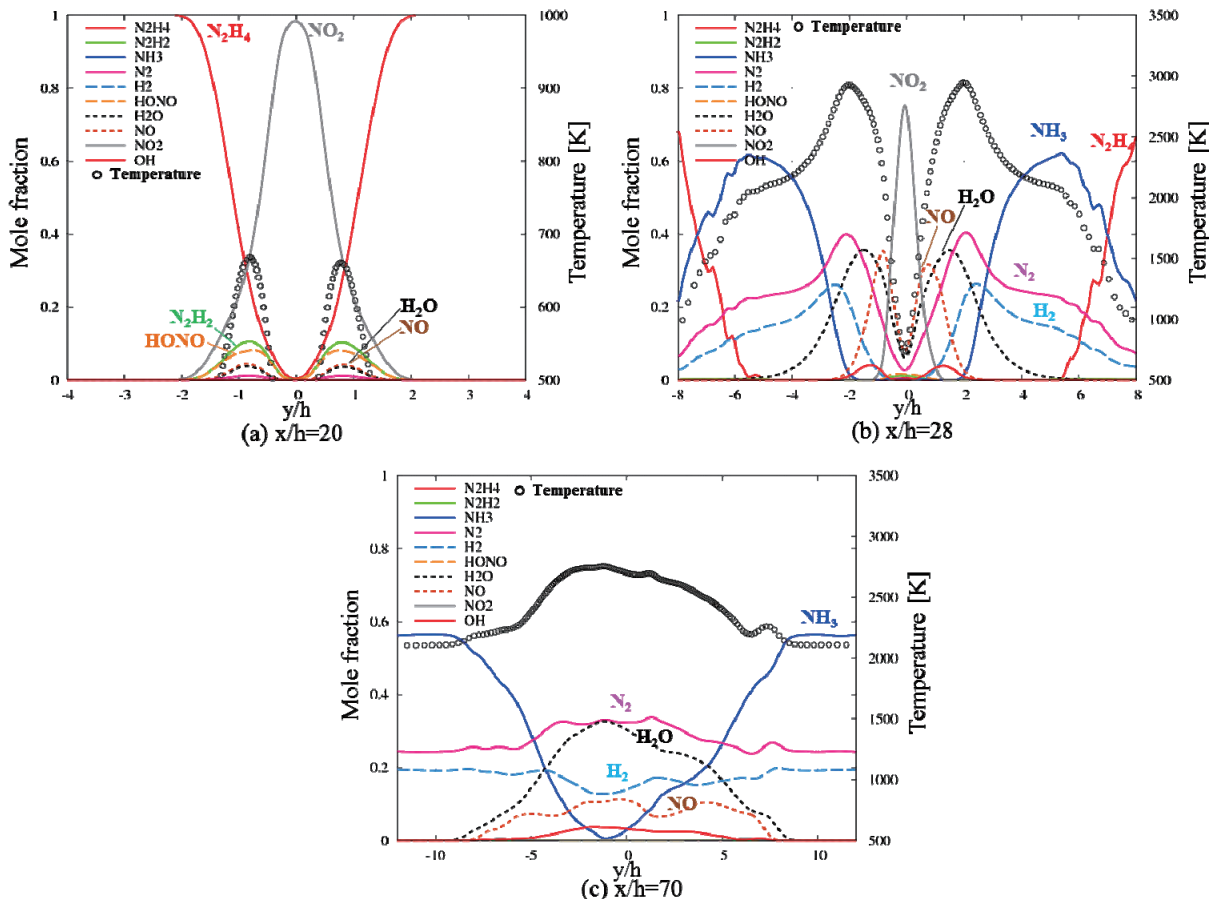 N2H4
N2H2
NH3
N2
H2
HONO
H2O
NO
NO2
OH
Temperature
N₂H₄
NO₂
N₂H₂
HONO
H₂O
NO
1
0.8
0.6
0.4
0.2
0
Mole fraction
1000
900
800
700
600
500
Temperature [K]
-4 -3 -2 -1 0 1 2 3 4
y/h
(a) x/h=20
N2H4
N2H2
NH3
N2
H2
HONO
H2O
NO
NO2
OH
Temperature
NO₂
NH₃
N₂H₄
H₂O
NO
N₂
H₂
1
0.8
0.6
0.4
0.2
0
Mole fraction
3500
3000
2500
2000
1500
1000
500
Temperature [K]
-8 -6 -4 -2 0 2 4 6 8
y/h
(b) x/h=28
N2H4
N2H2
NH3
N2
H2
HONO
H2O
NO
NO2
OH
Temperature
NH₃
N₂
H₂O
H₂
NO
1
0.8
0.6
0.4
0.2
0
Mole fraction
3500
3000
2500
2000
1500
1000
500
Temperature [K]
-10 -5 0 5 10
y/h
(c) x/h=70